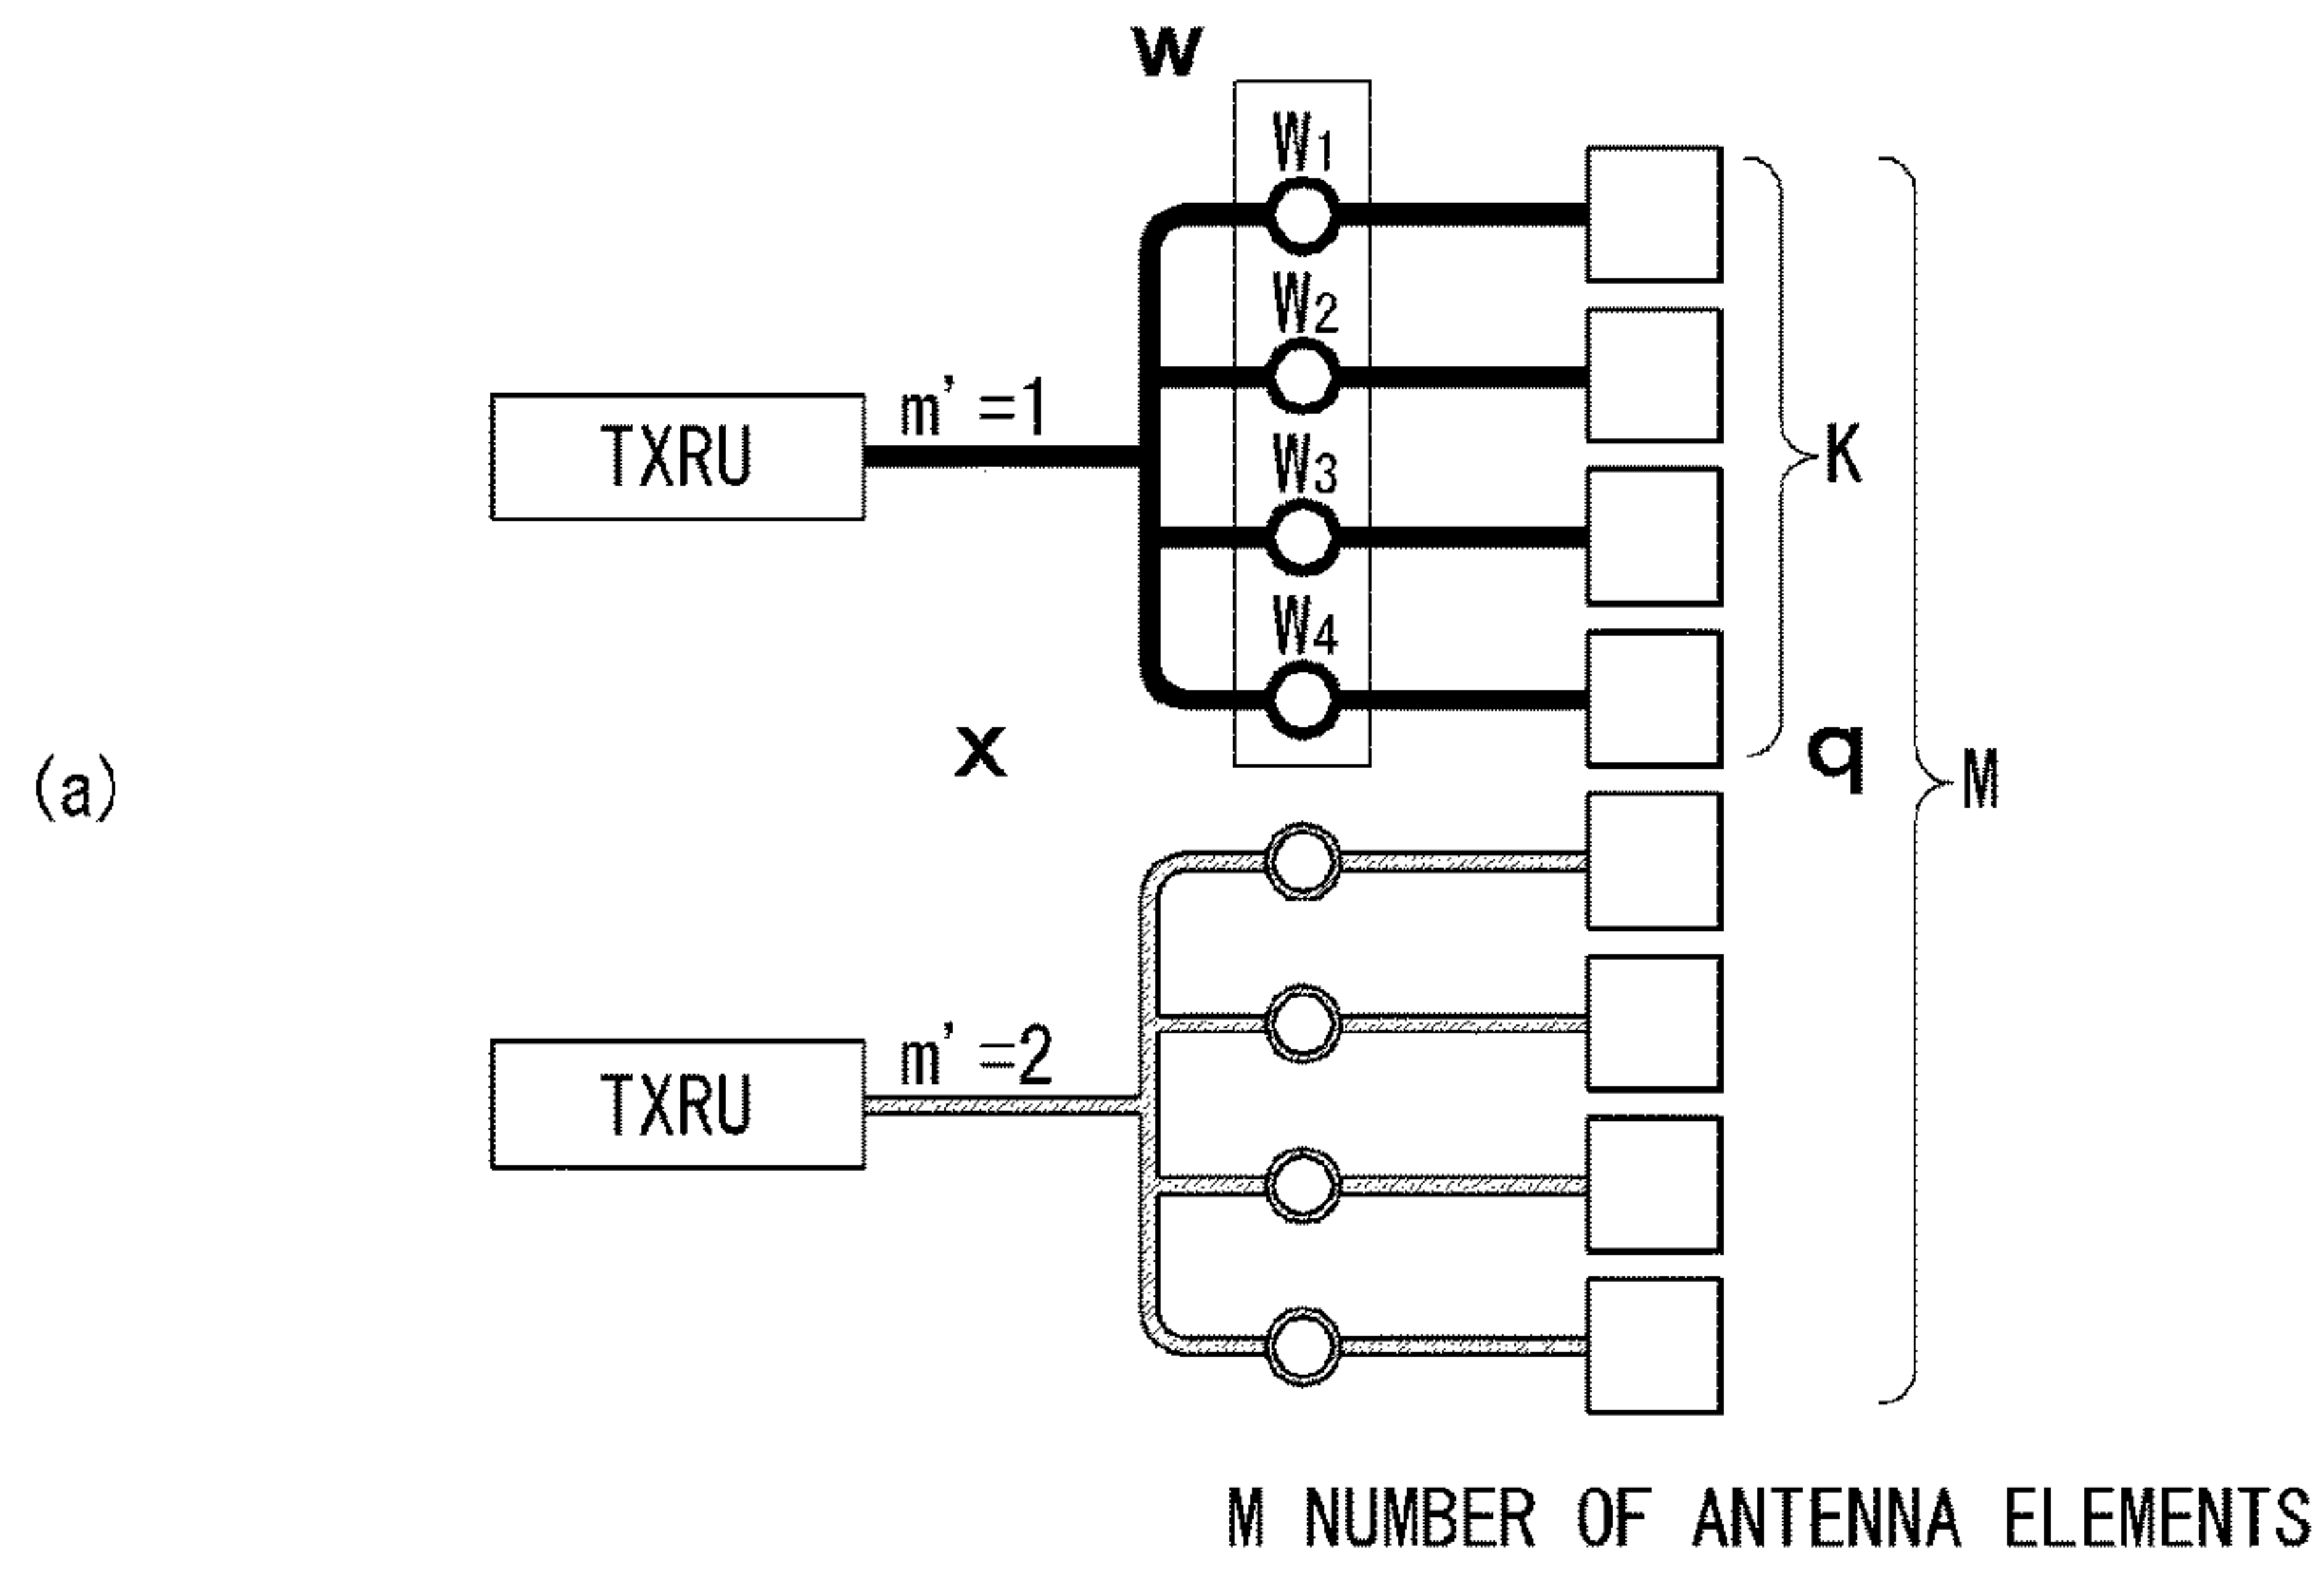 w
W1
W2
TXRU
m'=1
K
W3
W4
x
q
(a)
M
TXRU
m'=2
M NUMBER OF ANTENNA ELEMENTS